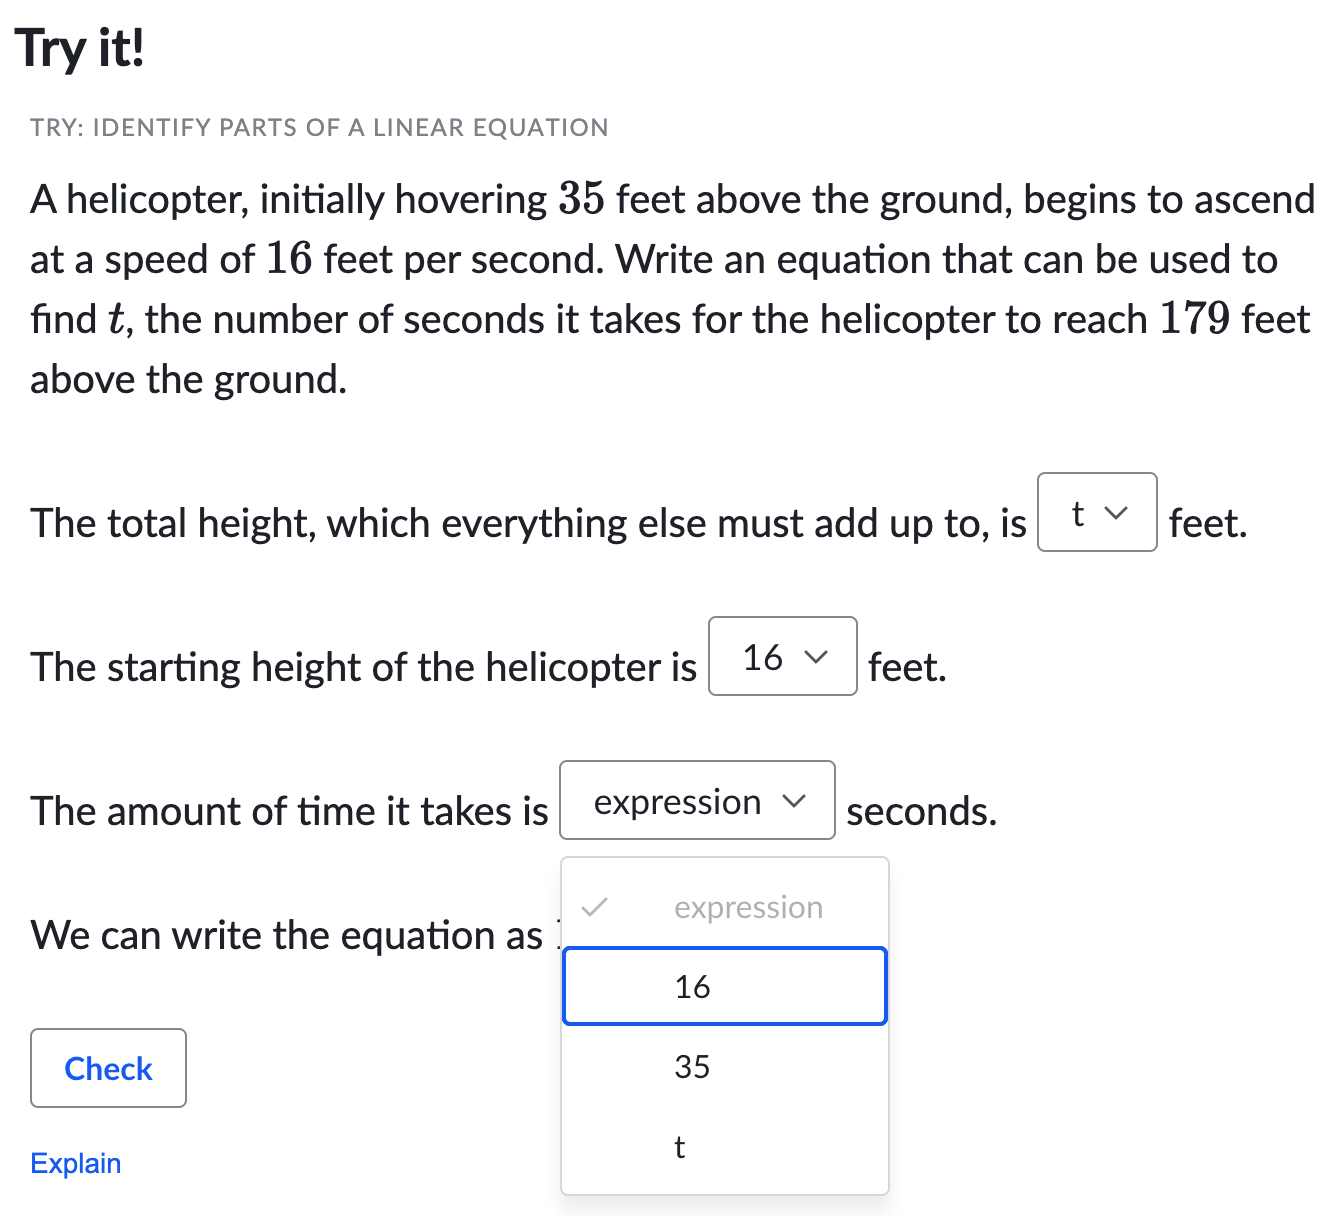 Try it!
TRY: IDENTIFY PARTS OF A LINEAR EQUATION
A helicopter, initially hovering 35 feet above the ground, begins to ascend
at a speed of 16 feet per second. Write an equation that can be used to
find t, the number of seconds it takes for the helicopter to reach 179 feet
above the ground.
The total height, which everything else must add up to, is t feet.
The starting height of the helicopter is 16 feet.
The amount of time it takes is expression seconds.
expression
We can write the equation as
16
35
t
Check
Explain